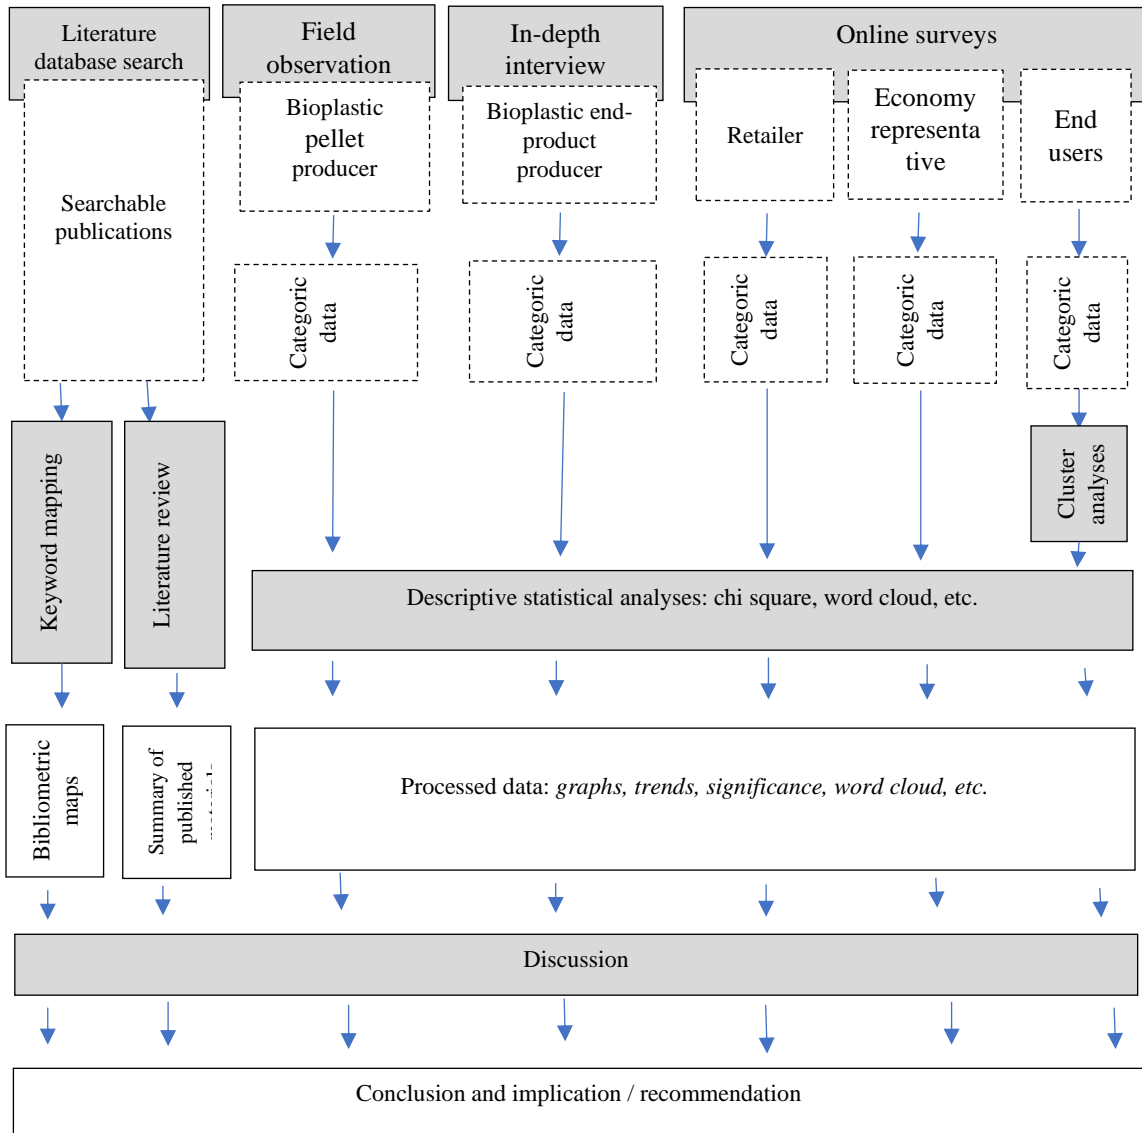 Literature
database search
Field
observation
In-depth
interview
Online surveys
Searchable
publications
Bioplastic
pellet
producer
Bioplastic end-
product
producer
Retailer
Economy
representa
tive
End
users
Categoric
data
Categoric
data
Categoric
data
Categoric
data
Categoric
data
Keyword mapping
Literature review
Cluster
analyses
Descriptive statistical analyses: chi square, word cloud, etc.
Bibliometric
maps
Summary of
published
Processed data: graphs, trends, significance, word cloud, etc.
Discussion
Conclusion and implication / recommendation